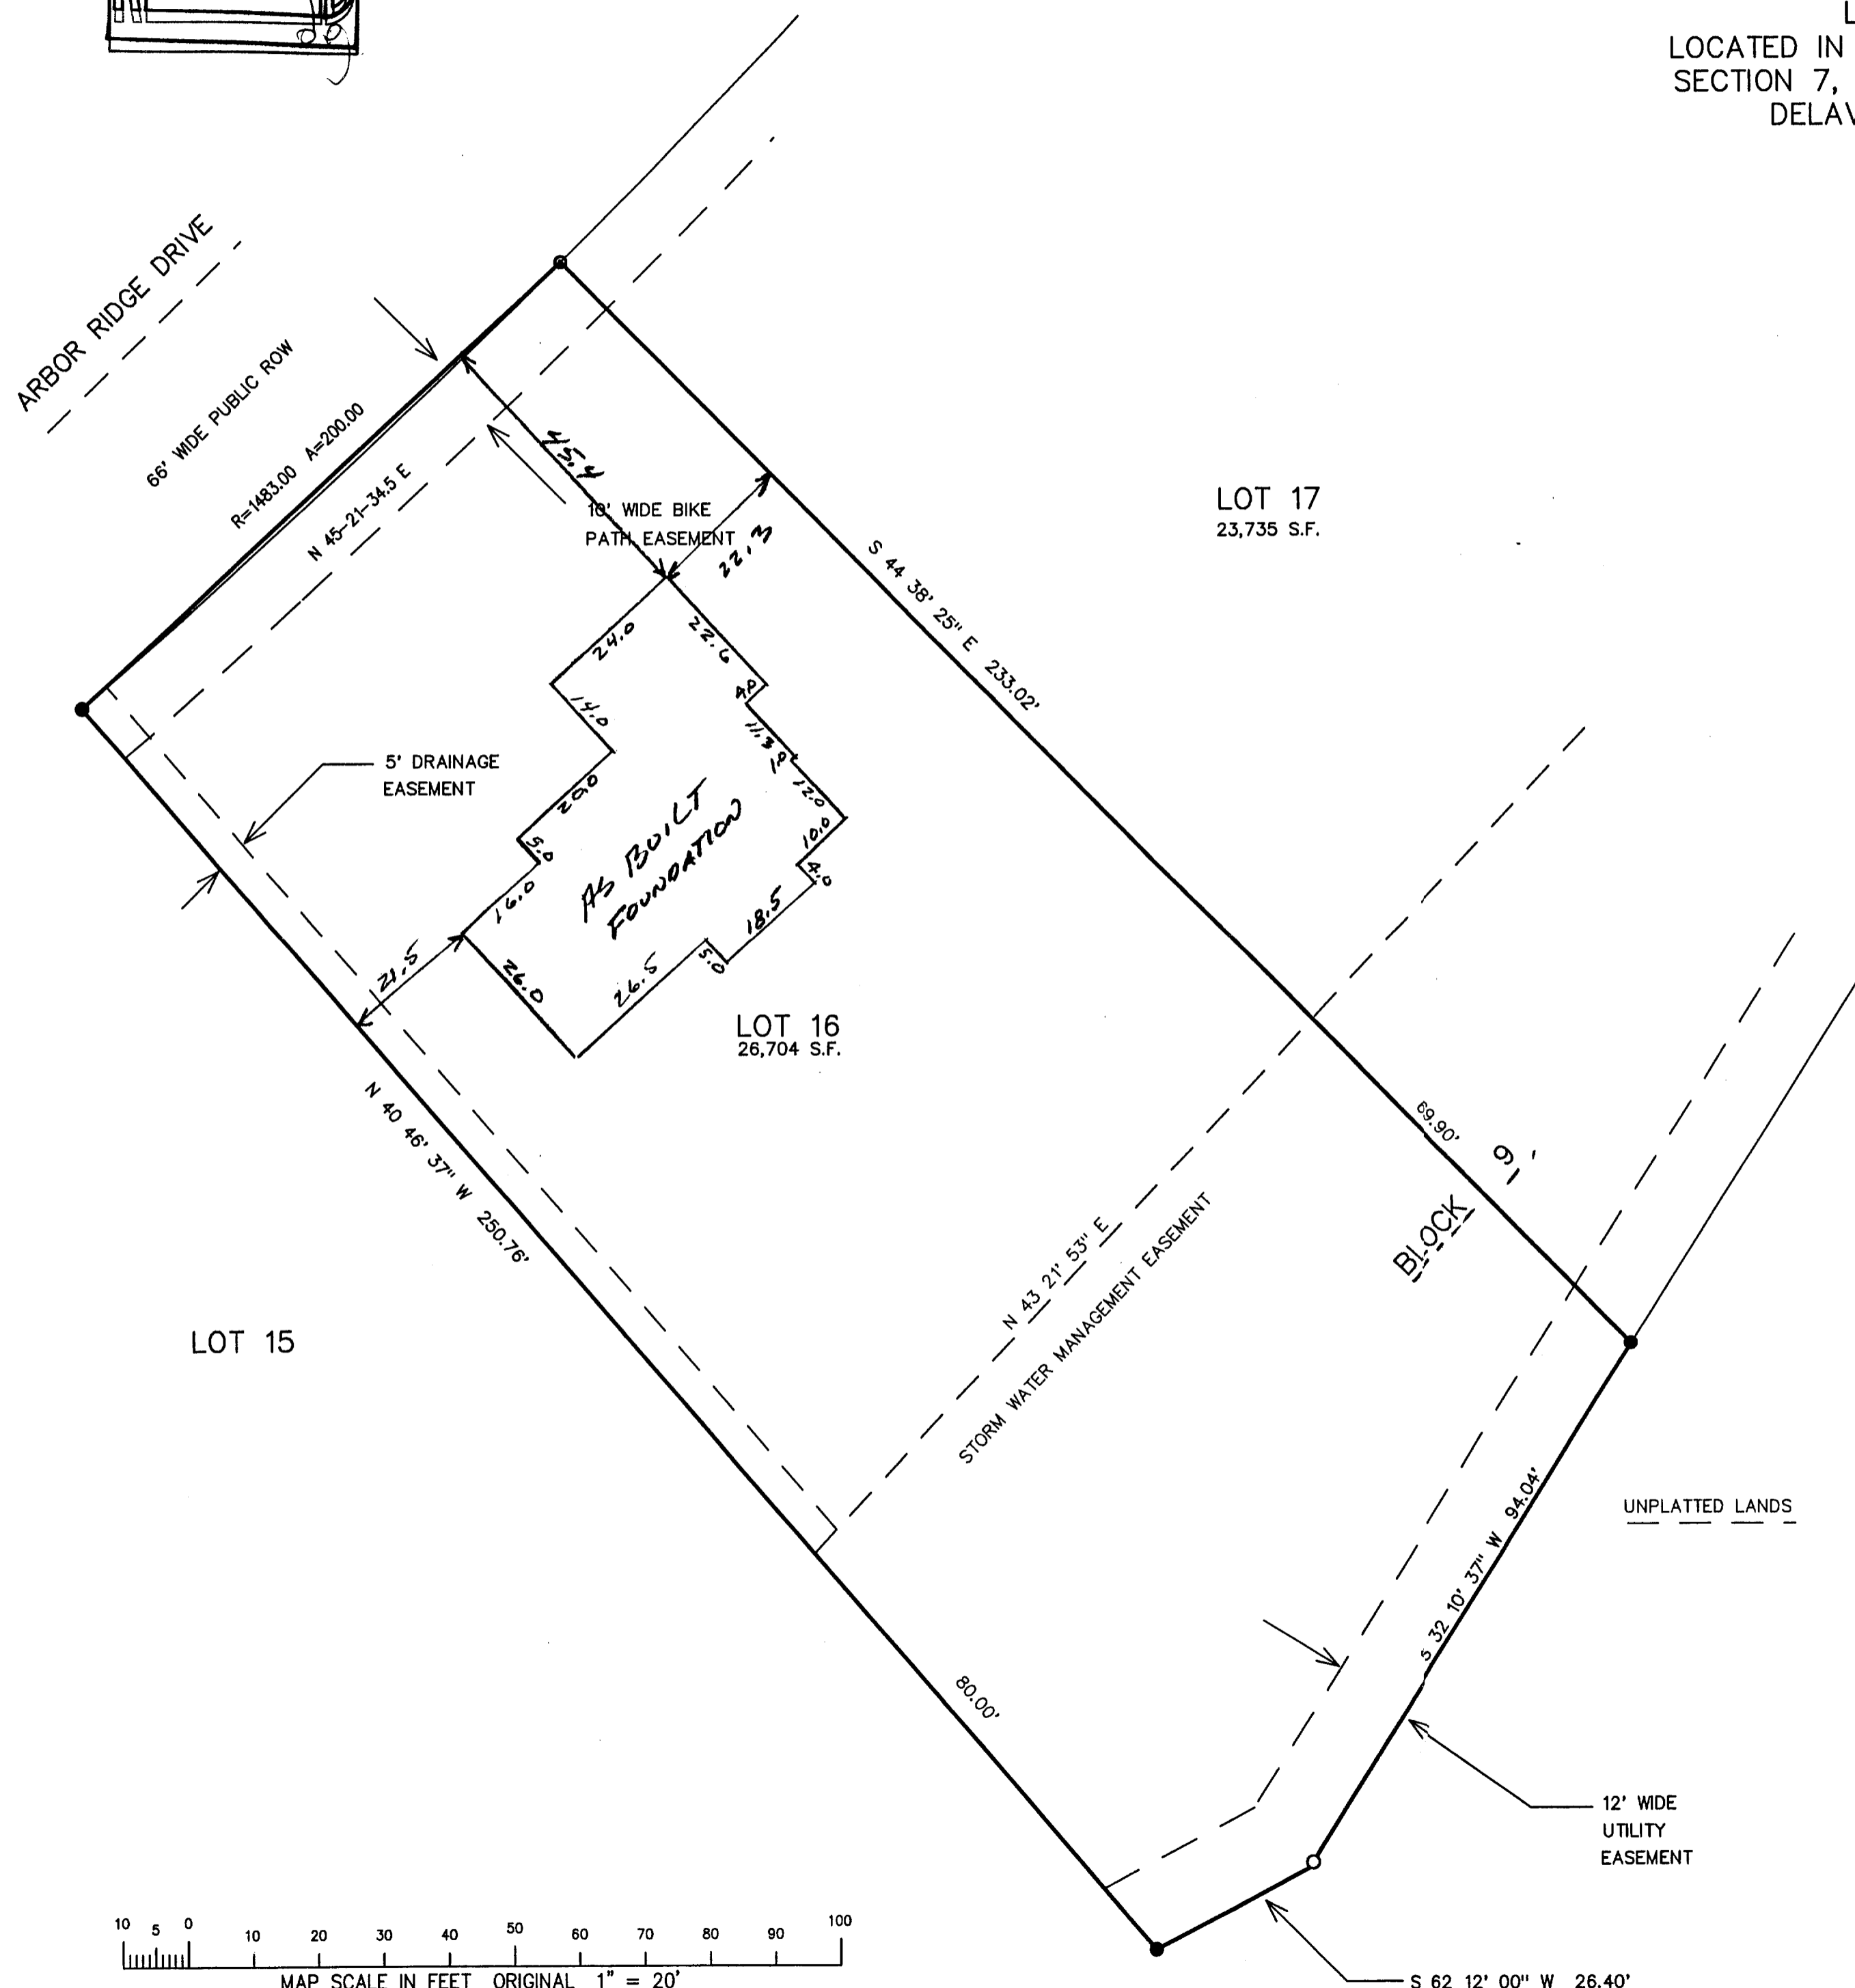 LOCATED IN
SECTION 7,
ARBOR RIDGE DRIVE
66' WIDE PUBLIC ROW
R=1483.00 A=200.00
N 45-21-34.5 E
45.4
10' WIDE BIKE
PATH EASEMENT
22.3
LOT 17
23,735 S.F.
S 44 38' 25" E 233.02'
24.0
22.6
14.0
11.3
12.0
5' DRAINAGE
EASEMENT
20.0
5.0
10.0
4.0
AS BUILT
FOUNDATION
16.0
18.5
5.0
21.5
26.0
26.5
LOT 16
26,704 S.F.
N 40 46' 37" W 250.76'
69.90'
BLOCK 9
N 43 21' 53" E
STORM WATER MANAGEMENT EASEMENT
LOT 15
S 32 10' 37" W 94.04'
UNPLATTED LANDS
80.00'
12' WIDE
UTILITY
EASEMENT
10 5 0 10 20 30 40 50 60 70 80 90 100
MAP SCALE IN FEET ORIGINAL 1" = 20'
S 62 12' 00" W 26.40'